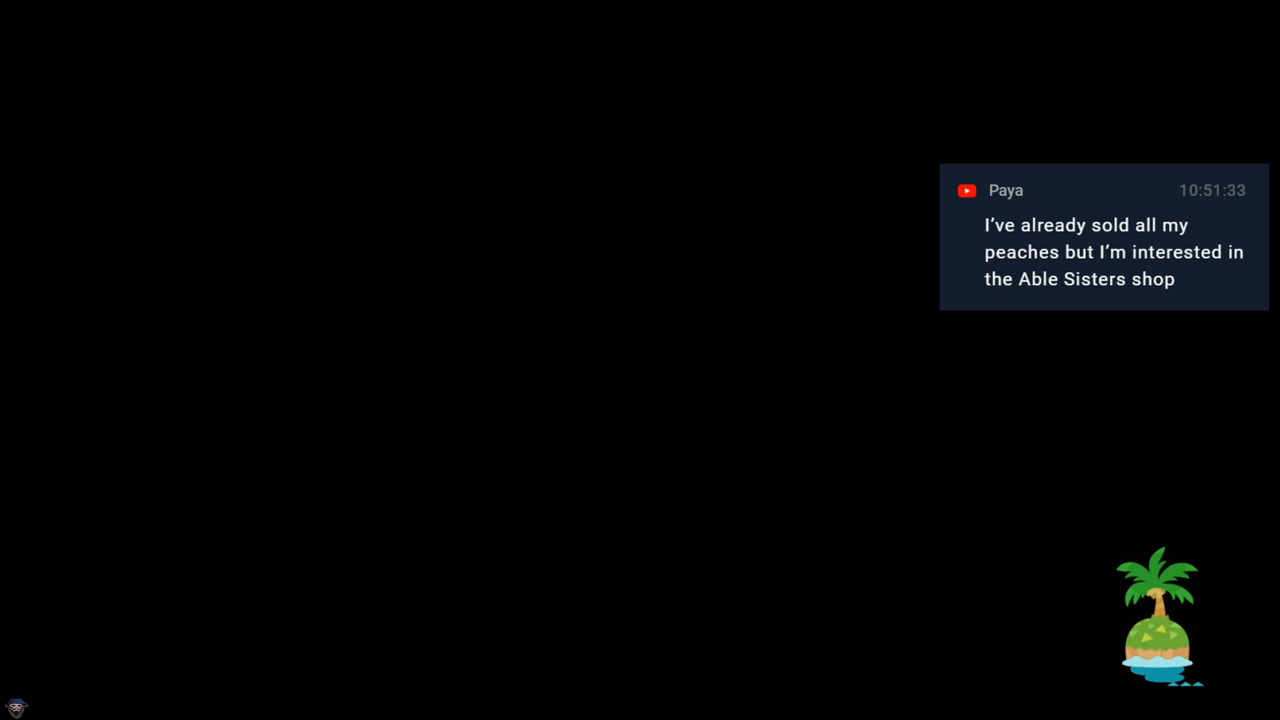 Paya 10:51:33
I’ve already sold all my
peaches but I’m interested in
the Able Sisters shop